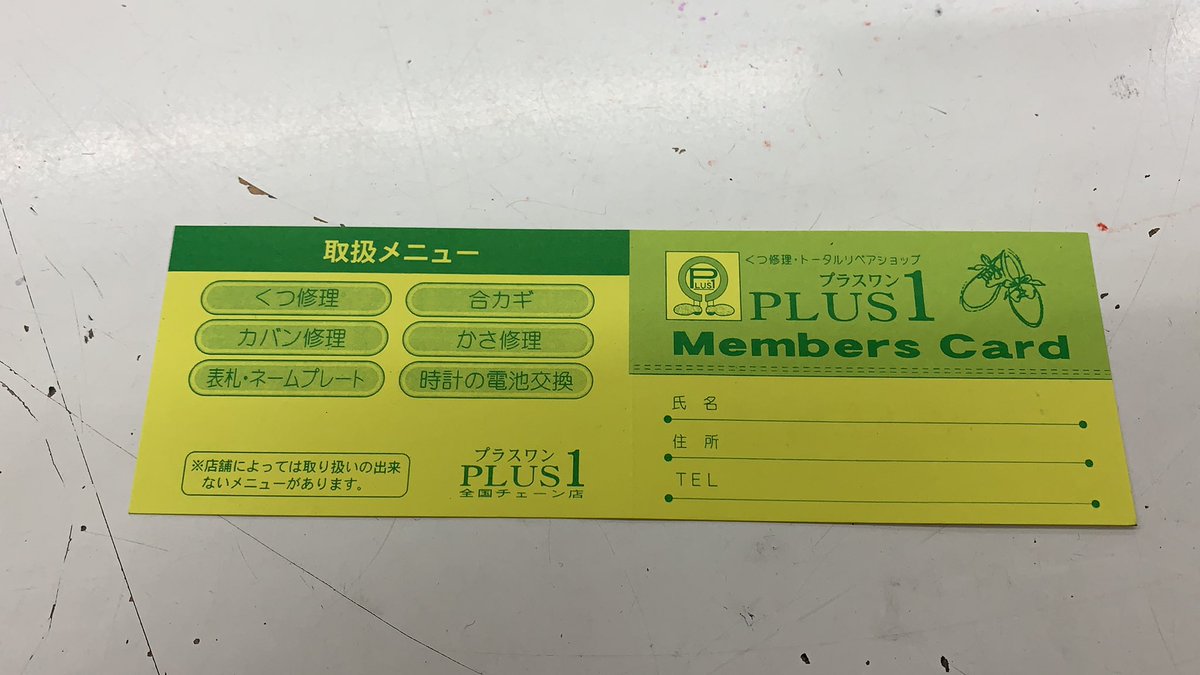 取扱メニュー
くつ修理
合カギ
カバン修理
かさ修理
表札・ネームプレート
時計の電池交換
※店舗によっては取り扱いの出来
ないメニューがあります。
プラスワン
PLUS1
全国チェーン店
P
LUS1
くつ修理・トータルリペアショップ
プラスワン
PLUS1
Members Card
氏名
住所
TEL